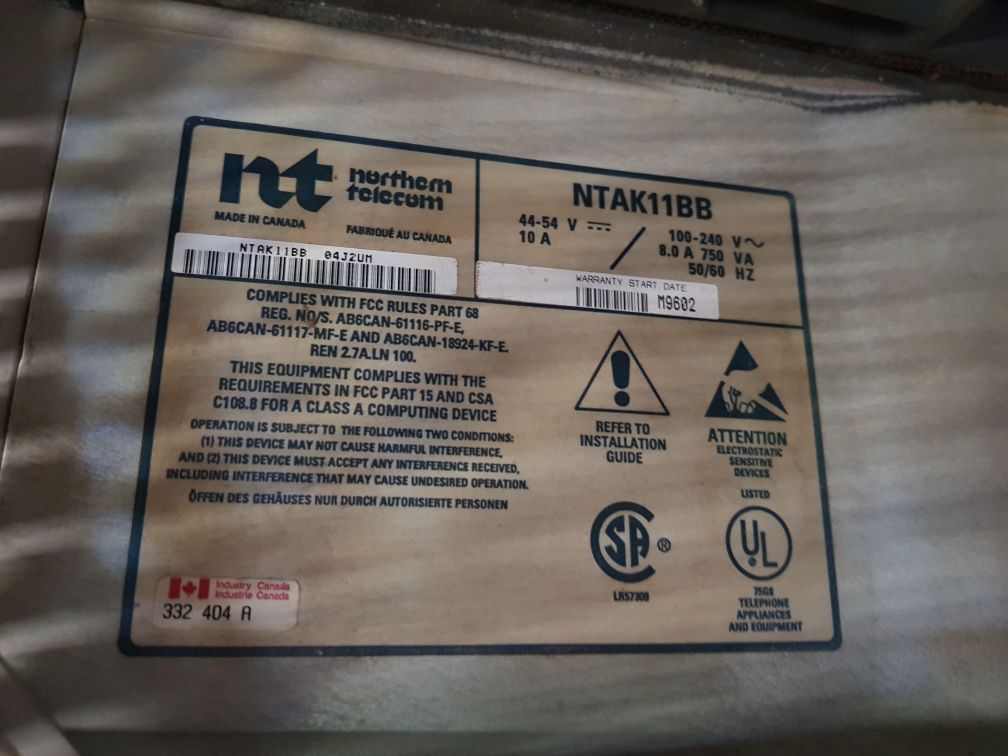 nt northern telecom
MADE IN CANADA
FABRIQUÉ AU CANADA
NTAK11BB 04J2UM
NTAK11BB
44-54 V
10 A
100-240 V
8.0 A 750 VA
50/60 HZ
WARRANTY START DATE
M9602
COMPLIES WITH FCC RULES PART 68
REG. NO/S. AB6CAN-61116-PF-E,
AB6CAN-61117-MF-E AND AB6CAN-18924-KF-E.
REN 2.7A.LN 100.
THIS EQUIPMENT COMPLIES WITH THE
REQUIREMENTS IN FCC PART 15 AND CSA
C108.8 FOR A CLASS A COMPUTING DEVICE
OPERATION IS SUBJECT TO THE FOLLOWING TWO CONDITIONS:
(1) THIS DEVICE MAY NOT CAUSE HARMFUL INTERFERENCE,
AND (2) THIS DEVICE MUST ACCEPT ANY INTERFERENCE RECEIVED,
INCLUDING INTERFERENCE THAT MAY CAUSE UNDESIRED OPERATION.
ÖFFEN DES GEHÄUSES NUR DURCH AUTORISIERTE PERSONEN
REFER TO
INSTALLATION
GUIDE
ATTENTION
ELECTROSTATIC
SENSITIVE
DEVICES
SA ®
LR57309
LISTED
UL
75G8
TELEPHONE
APPLIANCES
AND EQUIPMENT
Industry Canada
Industrie Canada
332 404 A